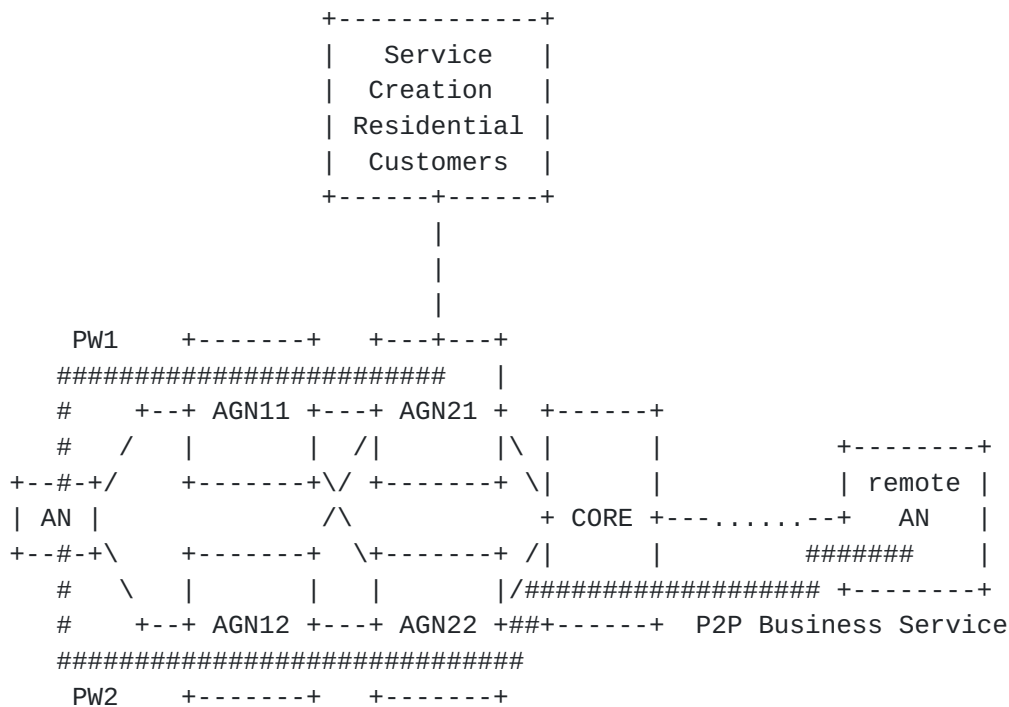 Service
Creation
Residential
Customers
PW1
AGN11 AGN21
remote
AN CORE AN
AGN12 AGN22 P2P Business Service
PW2